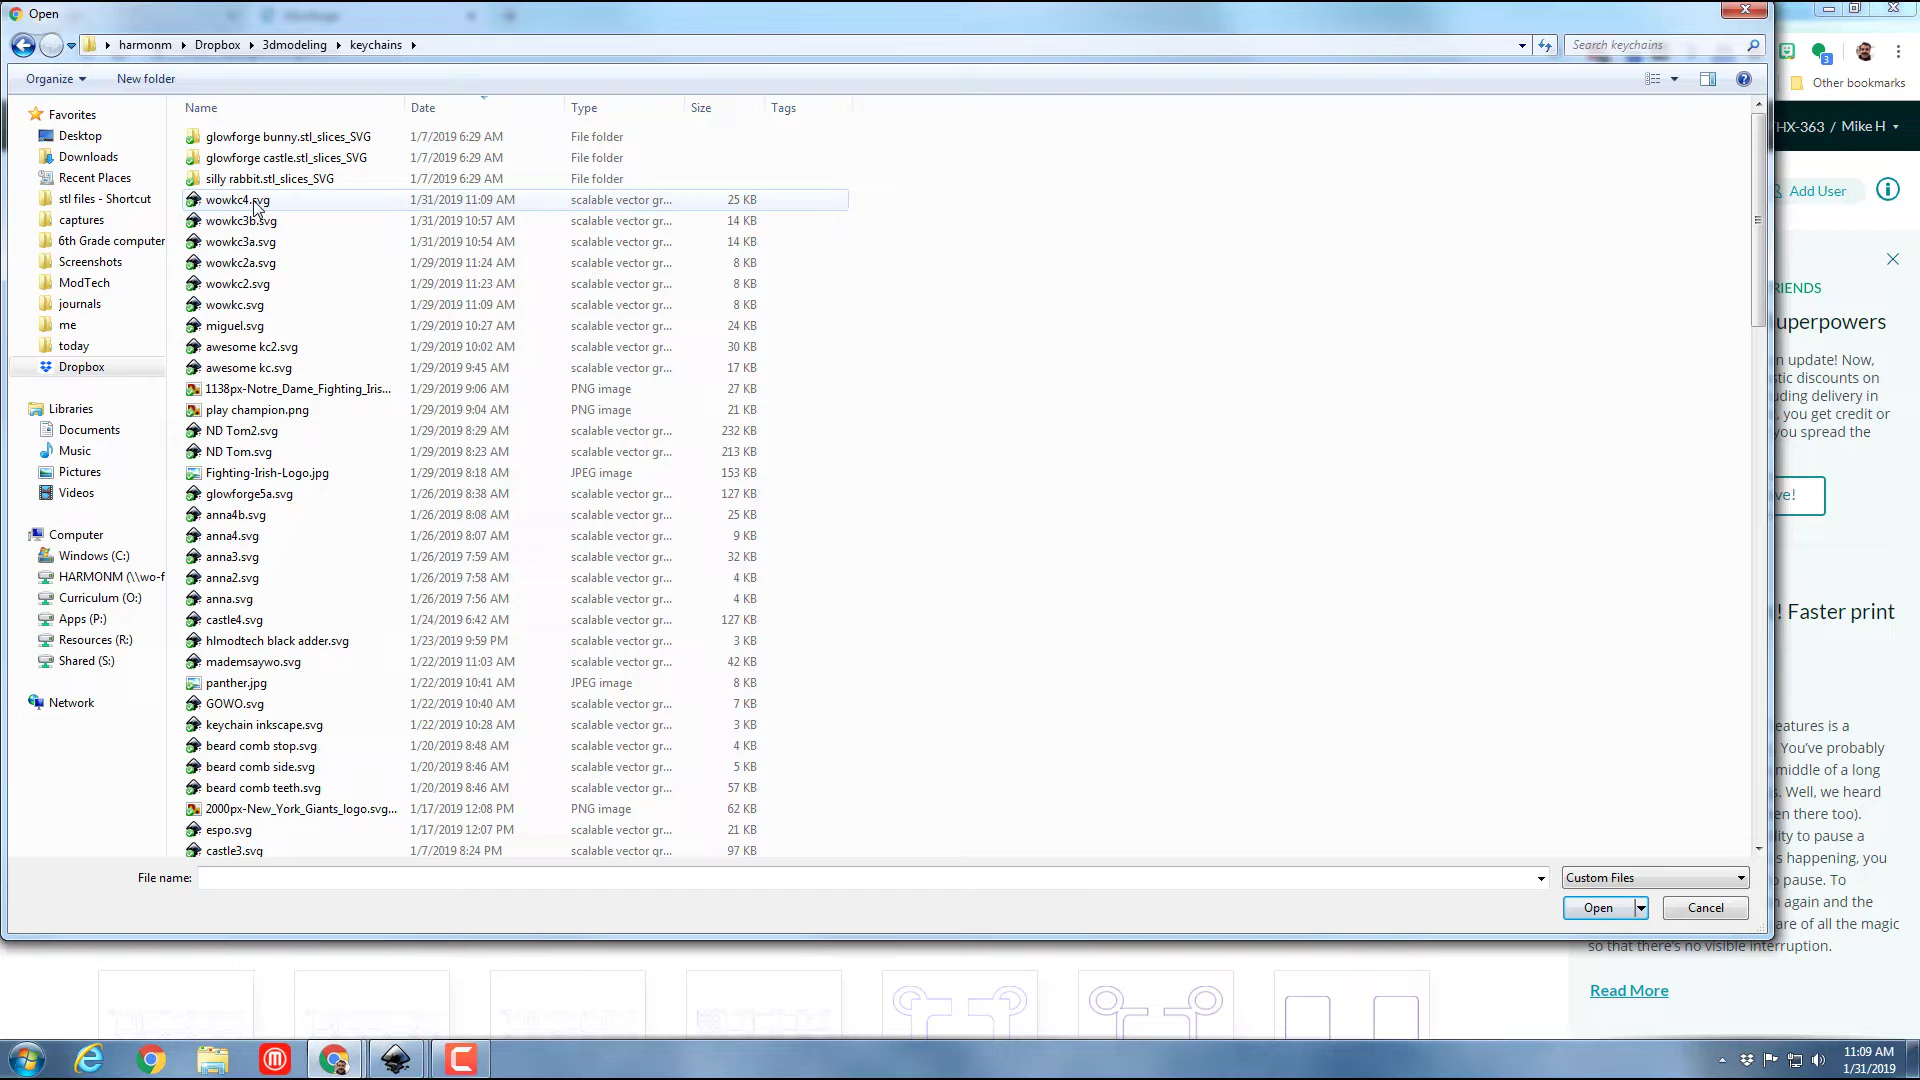 Open
harmonm Dropbox 3dmodeling keychains
Search keychains
Organize New folder
Other bookmarks
HX-363 / Mike H
Add User
Name Date Type Size Tags
Favorites
Desktop
Downloads
Recent Places
stl files - Shortcut
captures
6th Grade computer
Screenshots
ModTech
journals
me
today
Dropbox
Libraries
Documents
Music
Pictures
Videos
Computer
Windows (C:)
HARMONM (\\wo-f
Curriculum (O:)
Apps (P:)
Resources (R:)
Shared (S:)
Network
glowforge bunny.stl_slices_SVG 1/7/2019 6:29 AM File folder
glowforge castle.stl_slices_SVG 1/7/2019 6:29 AM File folder
silly rabbit.stl_slices_SVG 1/7/2019 6:29 AM File folder
wowkc4.svg 1/31/2019 11:09 AM scalable vector gr... 25 KB
wowkc3b.svg 1/31/2019 10:57 AM scalable vector gr... 14 KB
wowkc3a.svg 1/31/2019 10:54 AM scalable vector gr... 14 KB
wowkc2a.svg 1/29/2019 11:24 AM scalable vector gr... 8 KB
wowkc2.svg 1/29/2019 11:23 AM scalable vector gr... 8 KB
wowkc.svg 1/29/2019 11:09 AM scalable vector gr... 8 KB
miguel.svg 1/29/2019 10:27 AM scalable vector gr... 24 KB
awesome kc2.svg 1/29/2019 10:02 AM scalable vector gr... 30 KB
awesome kc.svg 1/29/2019 9:45 AM scalable vector gr... 17 KB
1138px-Notre_Dame_Fighting_Iris... 1/29/2019 9:06 AM PNG image 27 KB
play champion.png 1/29/2019 9:04 AM PNG image 21 KB
ND Tom2.svg 1/29/2019 8:29 AM scalable vector gr... 232 KB
ND Tom.svg 1/29/2019 8:23 AM scalable vector gr... 213 KB
Fighting-Irish-Logo.jpg 1/29/2019 8:18 AM JPEG image 153 KB
glowforge5a.svg 1/26/2019 8:38 AM scalable vector gr... 127 KB
anna4b.svg 1/26/2019 8:08 AM scalable vector gr... 25 KB
anna4.svg 1/26/2019 8:07 AM scalable vector gr... 9 KB
anna3.svg 1/26/2019 7:59 AM scalable vector gr... 32 KB
anna2.svg 1/26/2019 7:58 AM scalable vector gr... 4 KB
anna.svg 1/26/2019 7:56 AM scalable vector gr... 4 KB
castle4.svg 1/24/2019 6:42 AM scalable vector gr... 127 KB
hlmodtech black adder.svg 1/23/2019 9:59 PM scalable vector gr... 3 KB
mademsaywo.svg 1/22/2019 11:03 AM scalable vector gr... 42 KB
panther.jpg 1/22/2019 10:41 AM JPEG image 8 KB
GOWO.svg 1/22/2019 10:40 AM scalable vector gr... 7 KB
keychain inkscape.svg 1/22/2019 10:28 AM scalable vector gr... 3 KB
beard comb stop.svg 1/20/2019 8:48 AM scalable vector gr... 4 KB
beard comb side.svg 1/20/2019 8:46 AM scalable vector gr... 5 KB
beard comb teeth.svg 1/20/2019 8:46 AM scalable vector gr... 57 KB
2000px-New_York_Giants_logo.svg... 1/17/2019 12:08 PM PNG image 62 KB
espo.svg 1/17/2019 12:07 PM scalable vector gr... 21 KB
castle3.svg 1/7/2019 8:24 PM scalable vector gr... 97 KB
File name: Custom Files
Open Cancel
RIENDS
uperpowers
an update! Now,
stic discounts on
uding delivery in
, you get credit or
you spread the
ve!
! Faster print
eatures is a
You've probably
middle of a long
s. Well, we heard
en there too).
lity to pause a
s happening, you
o pause. To
n again and the
are of all the magic
so that there's no visible interruption.
Read More
3
11:09 AM
1/31/2019